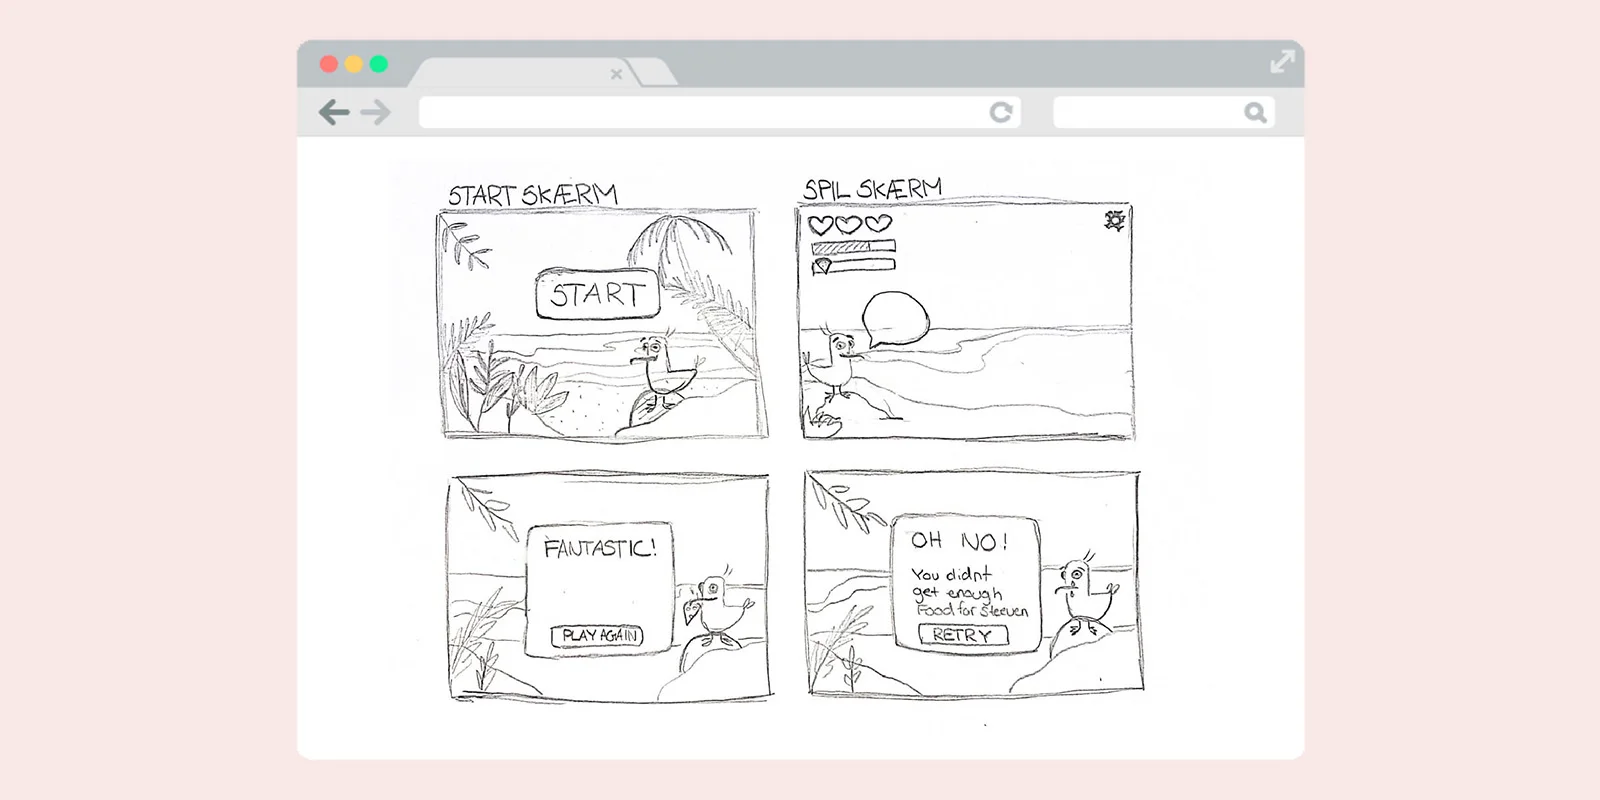 START SKÆRM
START
SPIL SKÆRM
FANTASTIC!
PLAY AGAIN
OH NO!
You didnt
get enough
Food for Steeven
RETRY